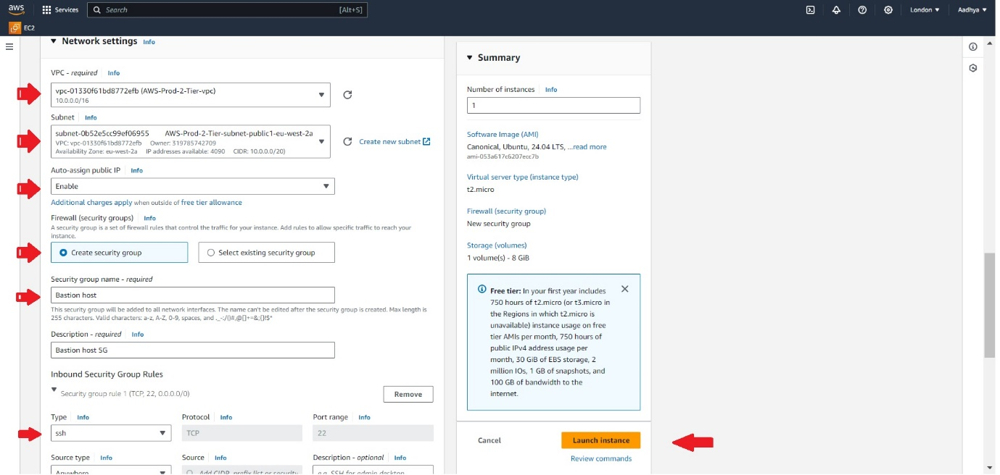 aws
Services
Search
[Alt+S]
London
Aadhya
EC2
Network settings Info
VPC - required Info
vpc-01330f61bd8772efb (AWS-Prod-2-Tier-vpc)
10.0.0.0/16
Subnet Info
subnet-0b52e5cc99ef06955 AWS-Prod-2-Tier-subnet-public1-eu-west-2a
VPC: vpc-01330f61bd8772efb Owner: 319785742709
Availability Zone: eu-west-2a IP addresses available: 4090 CIDR: 10.0.0.0/20)
Create new subnet
Auto-assign public IP Info
Enable
Additional charges apply when outside of free tier allowance
Firewall (security groups) Info
A security group is a set of firewall rules that control the traffic for your instance. Add rules to allow specific traffic to reach your
instance.
Create security group
Select existing security group
Security group name - required
Bastion host
This security group will be added to all network interfaces. The name can't be edited after the security group is created. Max length is
255 characters. Valid characters: a-z, A-Z, 0-9, spaces, and ._-:/()#,@[]+=&;{}!$*
Description - required Info
Bastion host SG
Inbound Security Group Rules
Security group rule 1 (TCP, 22, 0.0.0.0/0)
Remove
Type Info
Protocol Info
Port range Info
ssh
TCP
22
Source type Info
Source Info
Description - optional Info
Anywhere
Add CIDR, prefix list or security
e.g. SSH for admin desktop
Summary
Number of instances Info
1
Software Image (AMI)
Canonical, Ubuntu, 24.04 LTS, ...read more
ami-053a617c6207ecc7b
Virtual server type (instance type)
t2.micro
Firewall (security group)
New security group
Storage (volumes)
1 volume(s) - 8 GiB
Free tier: In your first year includes
750 hours of t2.micro (or t3.micro in
the Regions in which t2.micro is
unavailable) instance usage on free
tier AMIs per month, 750 hours of
public IPv4 address usage per
month, 30 GiB of EBS storage, 2
million IOs, 1 GB of snapshots, and
100 GB of bandwidth to the
internet.
Cancel
Launch instance
Review commands